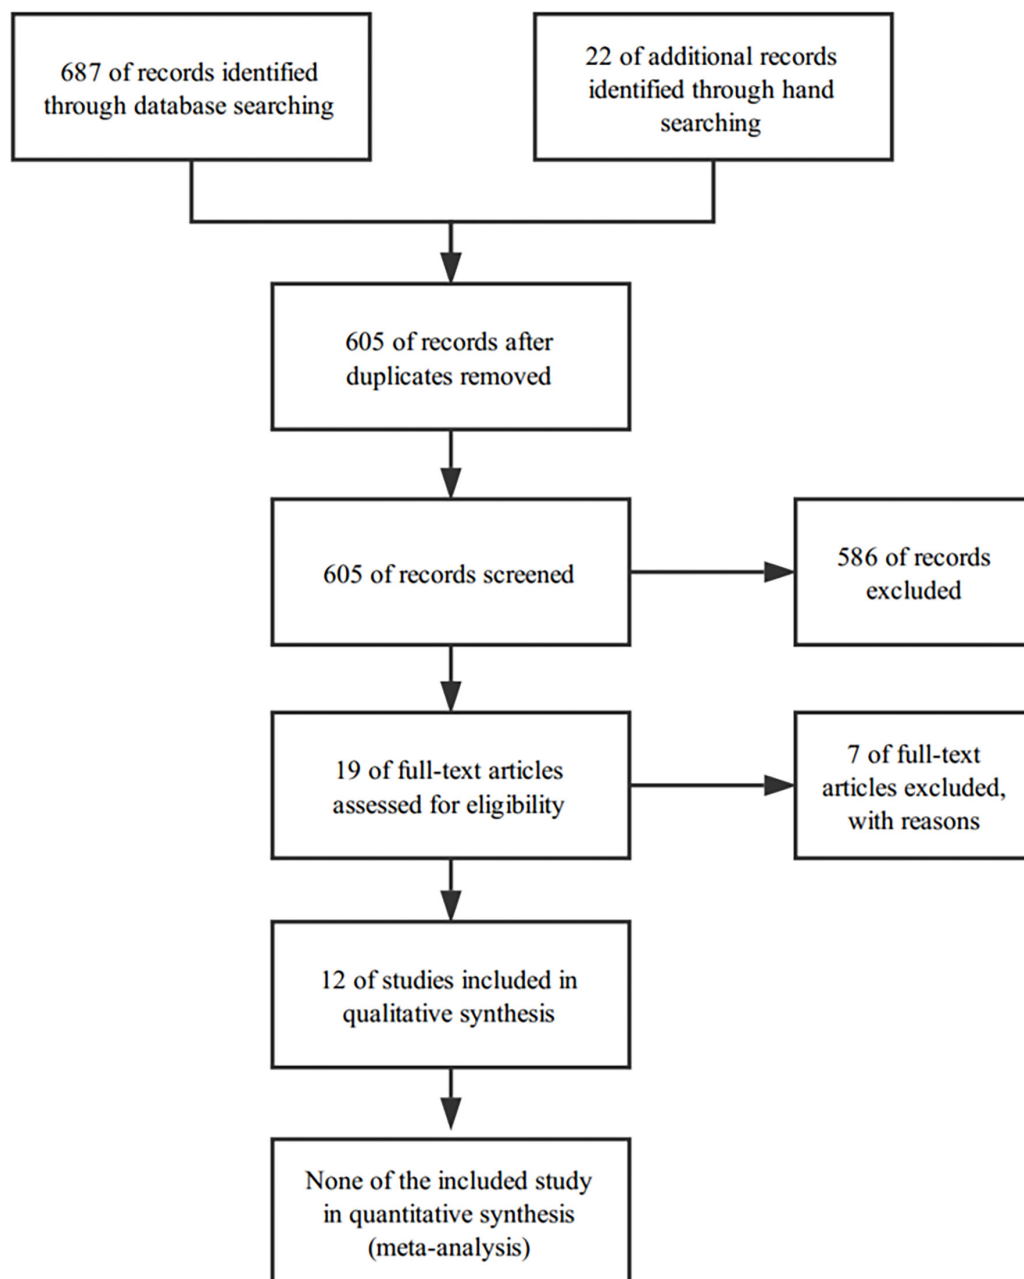 687 of records identified
through database searching
22 of additional records
identified through hand
searching
605 of records after
duplicates removed
605 of records screened
586 of records
excluded
19 of full-text articles
assessed for eligibility
7 of full-text
articles excluded,
with reasons
12 of studies included in
qualitative synthesis
None of the included study
in quantitative synthesis
(meta-analysis)